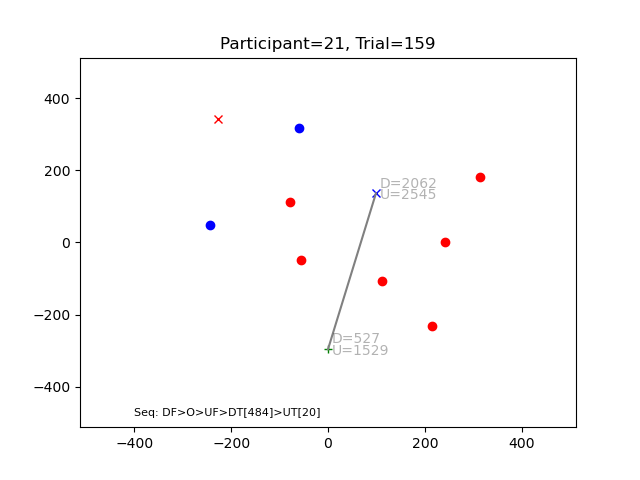 Participant=21, Trial=159
400
200
0
−200
−400
D=2062
U=2545
D=527
U=1529
Seq: DF>O>UF>DT[484]>UT[20]
−400 −200 0 200 400